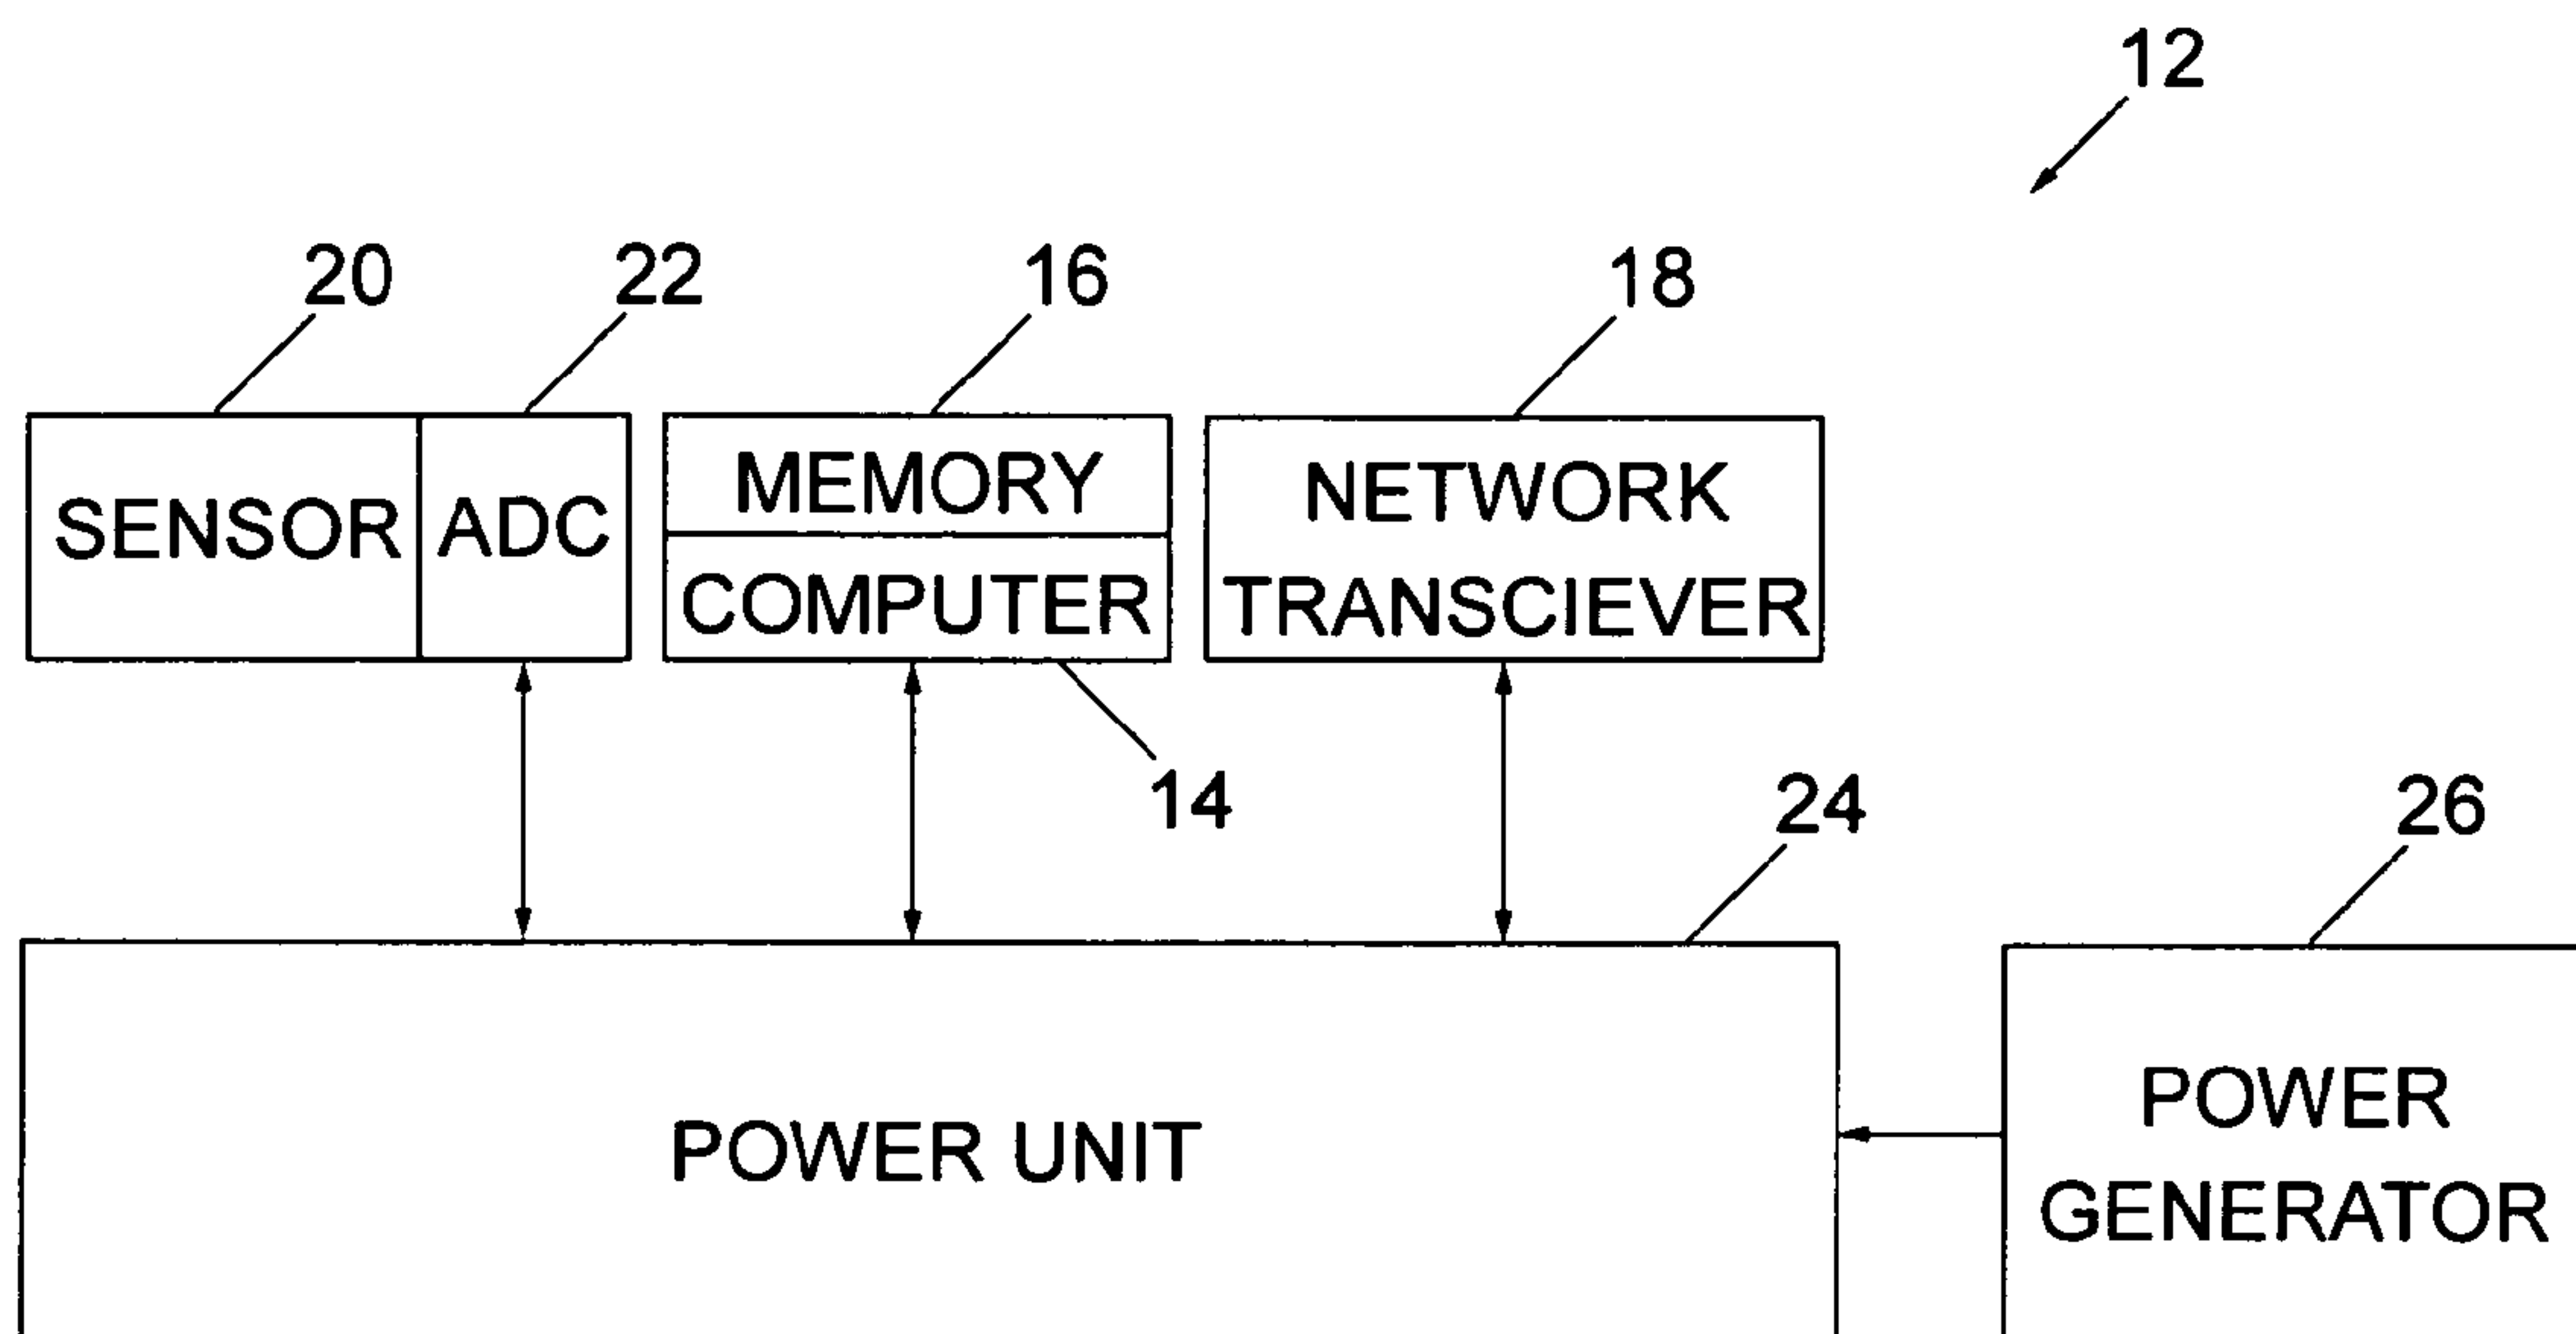 12
20 22 16 18
SENSOR ADC MEMORY NETWORK
COMPUTER TRANSCIEVER
14
24 26
POWER UNIT POWER
GENERATOR